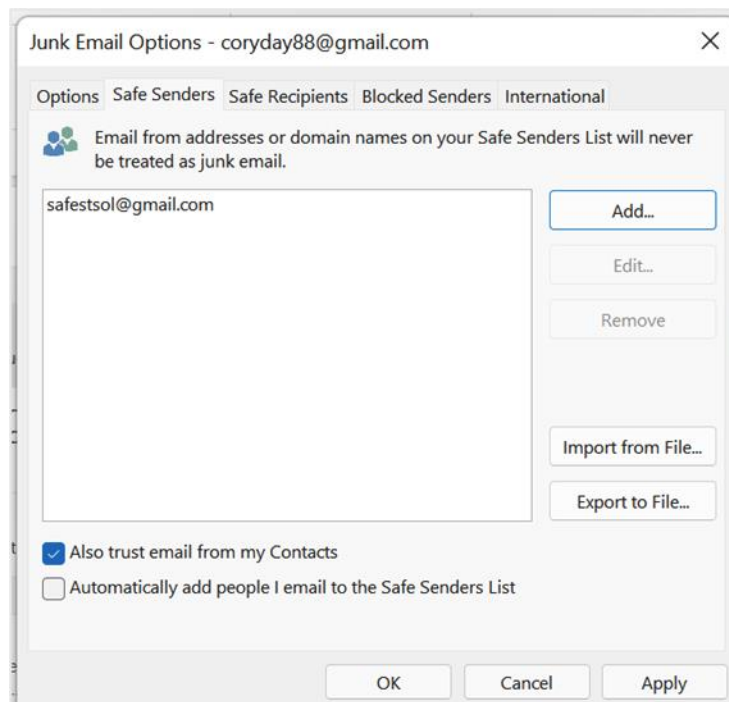 Junk Email Options - coryday88@gmail.com
Options Safe Senders Safe Recipients Blocked Senders International
Email from addresses or domain names on your Safe Senders List will never
be treated as junk email.
safestsol@gmail.com
Add...
Edit...
Remove
Import from File...
Export to File...
Also trust email from my Contacts
Automatically add people I email to the Safe Senders List
OK Cancel Apply